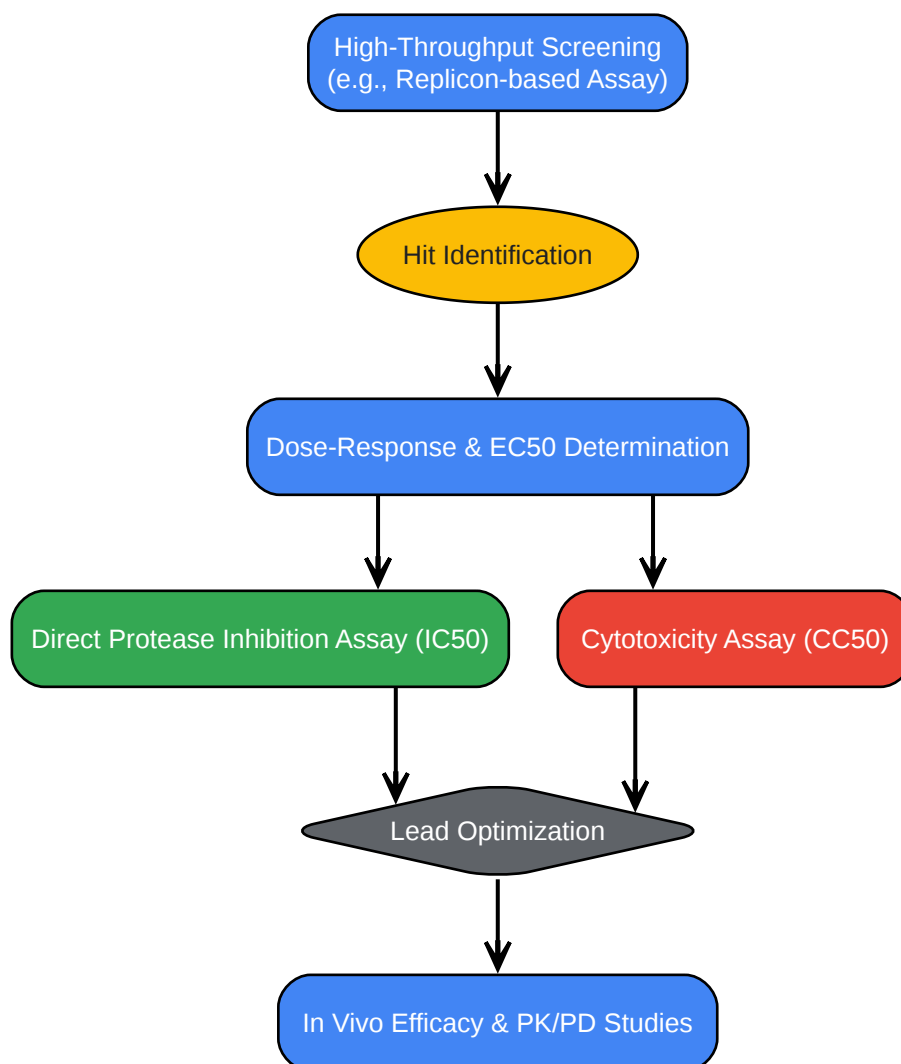 High-Throughput Screening
(e.g., Replicon-based Assay)
Hit Identification
Dose-Response & EC50 Determination
Direct Protease Inhibition Assay (IC50)
Cytotoxicity Assay (CC50)
Lead Optimization
In Vivo Efficacy & PK/PD Studies